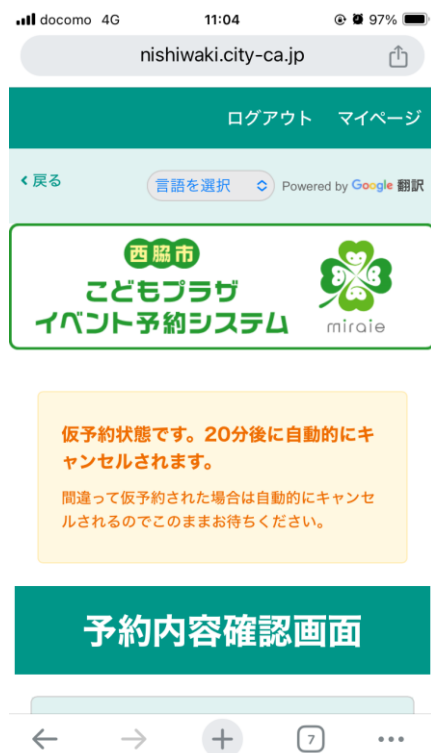 docomo 4G 11:04 97%
nishiwaki.city-ca.jp
ログアウト マイページ
戻る 言語を選択 Powered by Google 翻訳
西脇市
こどもプラザ
イベント予約システム
miraie
仮予約状態です。20分後に自動的にキ
ャンセルされます。
間違って仮予約された場合は自動的にキャンセ
ルされるのでこのままお待ちください。
予約内容確認画面
7